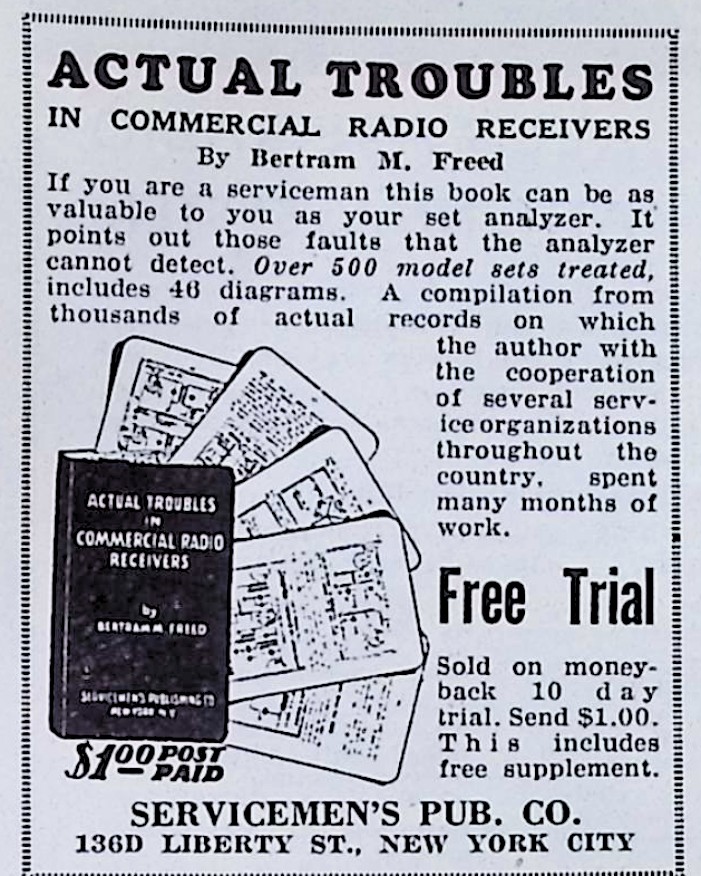 ACTUAL TROUBLES
IN COMMERCIAL RADIO RECEIVERS
By Bertram M. Freed
If you are a serviceman this book can be as
valuable to you as your set analyzer. It
points out those faults that the analyzer
cannot detect. Over 500 model sets treated,
includes 46 diagrams. A compilation from
thousands of actual records on which
the author with
the cooperation
of several serv-
ice organizations
throughout the
country, spent
many months of
work.
ACTUAL TROUBLES
IN
COMMERCIAL RADIO
RECEIVERS
by
BERTRAM M. FREED
SERVICEMEN'S PUBLISHING CO
NEW YORK N.Y.
$1.00 POST
PAID
Free Trial
Sold on money-
back 10 day
trial. Send $1.00.
This includes
free supplement.
SERVICEMEN'S PUB. CO.
136D LIBERTY ST., NEW YORK CITY